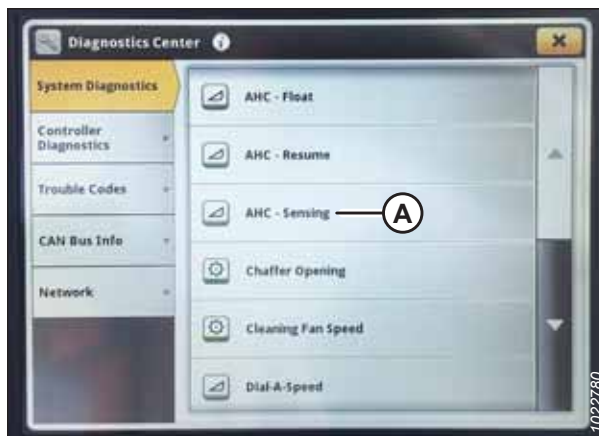 Diagnostics Center
System Diagnostics
Controller
Diagnostics
Trouble Codes
CAN Bus Info
Network
AHC - Float
AHC - Resume
AHC - Sensing
A
Chaffer Opening
Cleaning Fan Speed
Dial-A-Speed
1022780